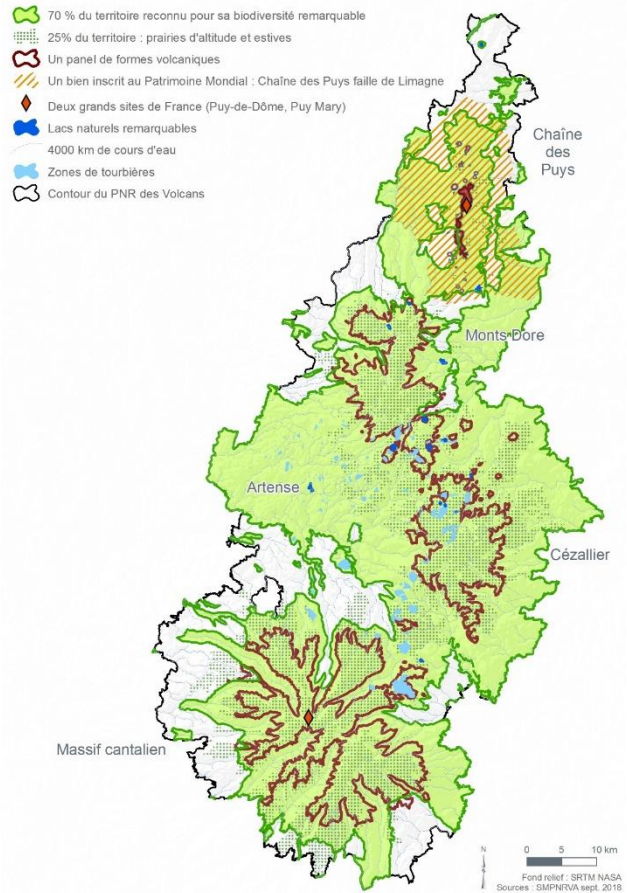 70 % du territoire reconnu pour sa biodiversité remarquable
25% du territoire : prairies d'altitude et estives
Un panel de formes volcaniques
Un bien inscrit au Patrimoine Mondial : Chaîne des Puys faille de Limagne
Deux grands sites de France (Puy-de-Dôme, Puy Mary)
Lacs naturels remarquables
4000 km de cours d'eau
Zones de tourbières
Contour du PNR des Volcans
Chaîne
des
Puys
Monts Dore
Artense
Cézallier
Massif cantalien
N
0 5 10 km
Fond relief : SRTM NASA
Sources : SMPNRVA sept. 2018